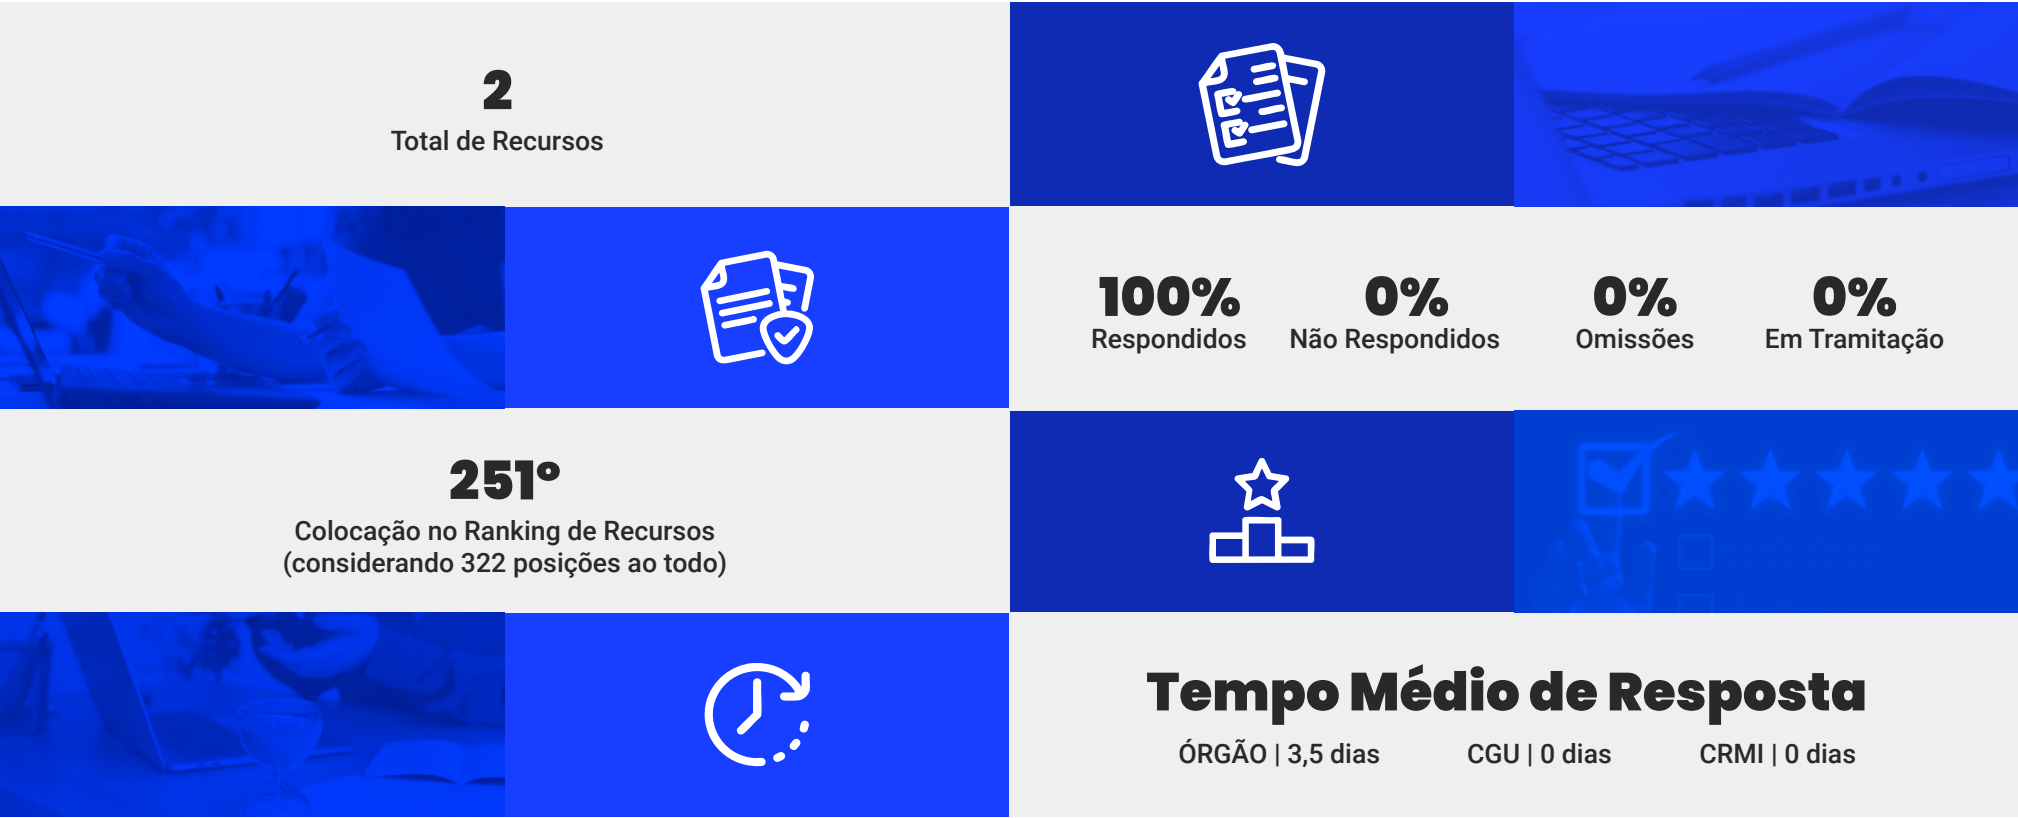 2
Total de Recursos
100%
Respondidos
0%
Não Respondidos
0%
Omissões
0%
Em Tramitação
251º
Colocação no Ranking de Recursos
(considerando 322 posições ao todo)
Tempo Médio de Resposta
ÓRGÃO | 3,5 dias
CGU | 0 dias
CRMI | 0 dias